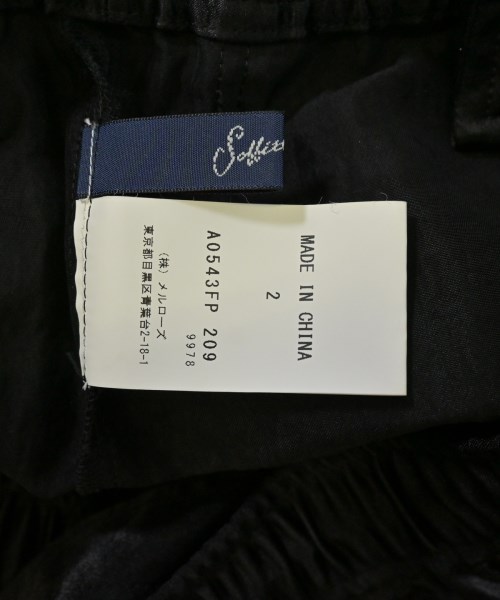 MADE IN CHINA
2
A0543FP 209
9978
(株) メルローズ
東京都目黒区青葉台2-18-1